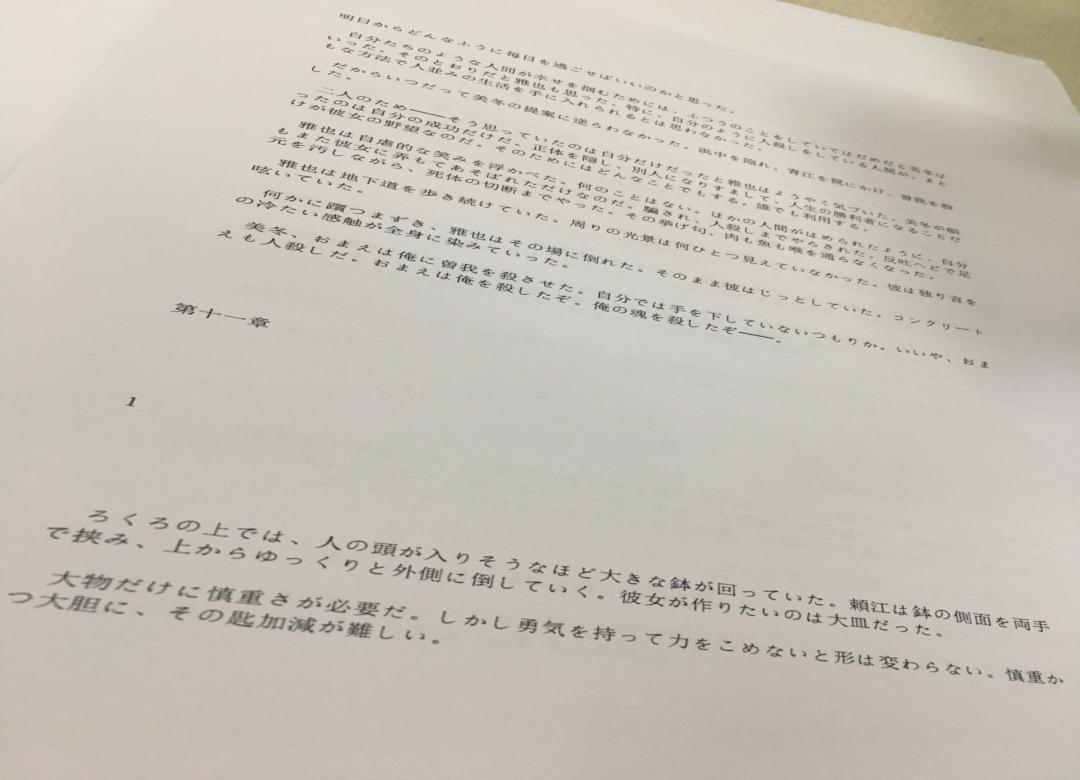 明日からどんなふうに毎日を過ごせばいいのかと思った。
自分たちのような人間が幸せを掴むためには、ふつうのことをしていてはだめだと美冬は
いった。そのとおりだと雅也も思った。特に、自分のように人殺しをしている人間が、まと
もな方法で人並みの生活を手に入れられるとは思わなかった。
だからいつだって美冬の提案に逆らわなかった。浜中を陥れ、青江を罠にかけ、曽我を殺
した。
二人のため――そう思っていたのは自分だけだったと雅也はようやく気づいた。美冬が願
ったのは自分の成功だけだ。正体を隠し、別人になりすまして、人生の勝利者になることだ
けが彼女の野望なのだ。そのためにはどんなことでもする。誰でも利用する。
雅也は自虐的な笑みを浮かべた。何のことはない。ほかの人間がはめられたように、自分
もまた彼女に弄もてあそばれただけなのだ。騙され、人殺しまでやらされた。反吐へどで足
元を汚しながら、死体の切断までやった。その挙げ句、肉も魚も喉を通らなくなった。
雅也は地下道を歩き続けていた。周りの光景は何ひとつ見えていなかった。彼は独り言を
呟いていた。
何かに躓つまずき、雅也はその場に倒れた。そのまま彼はじっとしていた。コンクリート
の冷たい感触が全身に染みていった。
美冬、おまえは俺に曽我を殺させた。自分では手を下していないつもりか。いいや、おま
えも人殺しだ。おまえは俺を殺したぞ。俺の魂を殺したぞ――。
第十一章
1
ろくろの上では、人の頭が入りそうなほど大きな鉢が回っていた。頼江は鉢の側面を両手
で挟み、上からゆっくりと外側に倒していく。彼女が作りたいのは大皿だった。
大物だけに慎重さが必要だ。しかし勇気を持って力をこめないと形は変わらない。慎重か
つ大胆に、その匙加減が難しい。